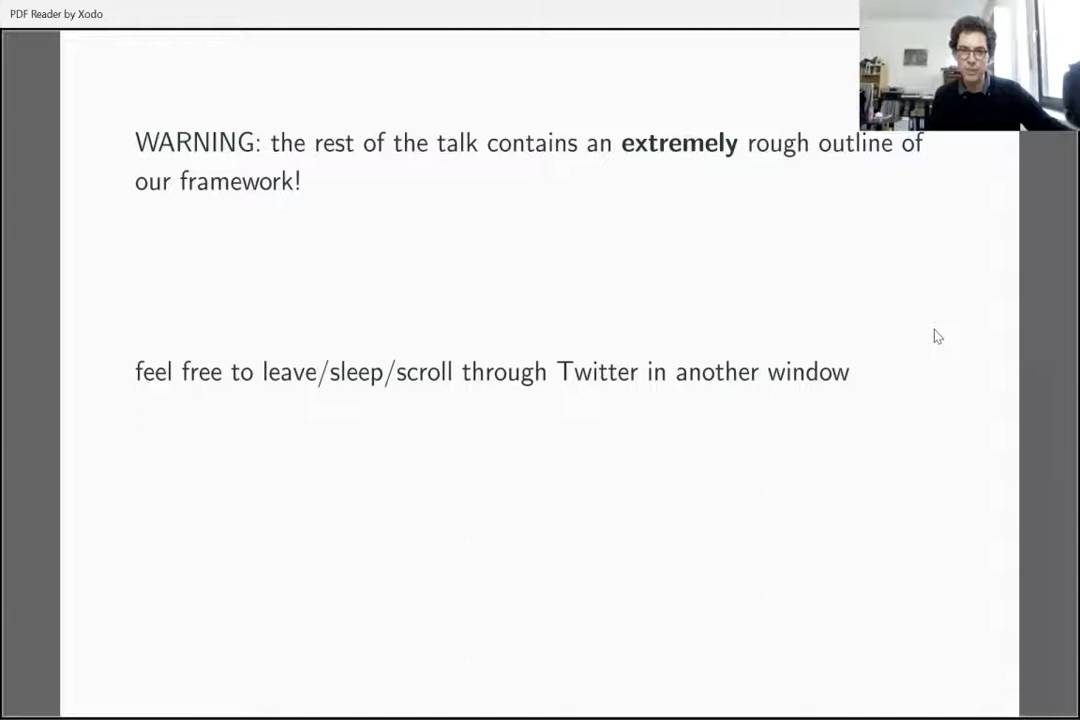 PDF Reader by Xodo
WARNING: the rest of the talk contains an extremely rough outline of
our framework!
feel free to leave/sleep/scroll through Twitter in another window